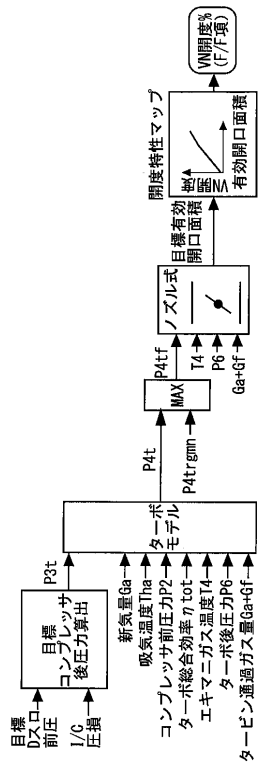 目標
Dスロ
前圧
I/C
圧損
目標
コンプレッサ
後圧力算出
P3t
新気量Ga
吸気温度Tha
コンプレッサ前圧力P2
ターボ総合効率ηtot
エキマニガス温度T4
ターボ後圧力P6
タービン通過ガス量Ga+Gf
ターボ
モデル
P4t
P4trgmn
MAX
P4tf
T4
P6
Ga+Gf
ノズル式
目標有効
開口面積
開度特性マップ
VN開度
有効開口面積
VN開度%
(F/F項)